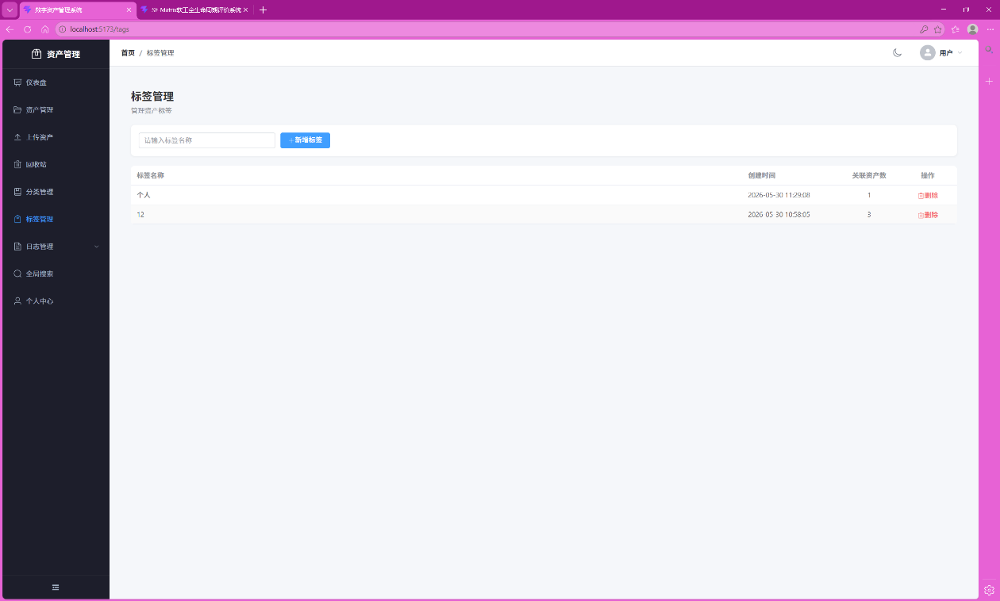 数字资产管理系统
SE-Matrix软工全生命周期评价系统
localhost:5173/tags
资产管理
首页 / 标签管理
用户
仪表盘
资产管理
上传资产
回收站
分类管理
标签管理
日志管理
全局搜索
个人中心
标签管理
管理资产标签
请输入标签名称
+ 新增标签
标签名称 创建时间 关联资产数 操作
个人 2026-05-30 11:29:08 1 删除
12 2026-05-30 10:58:05 3 删除